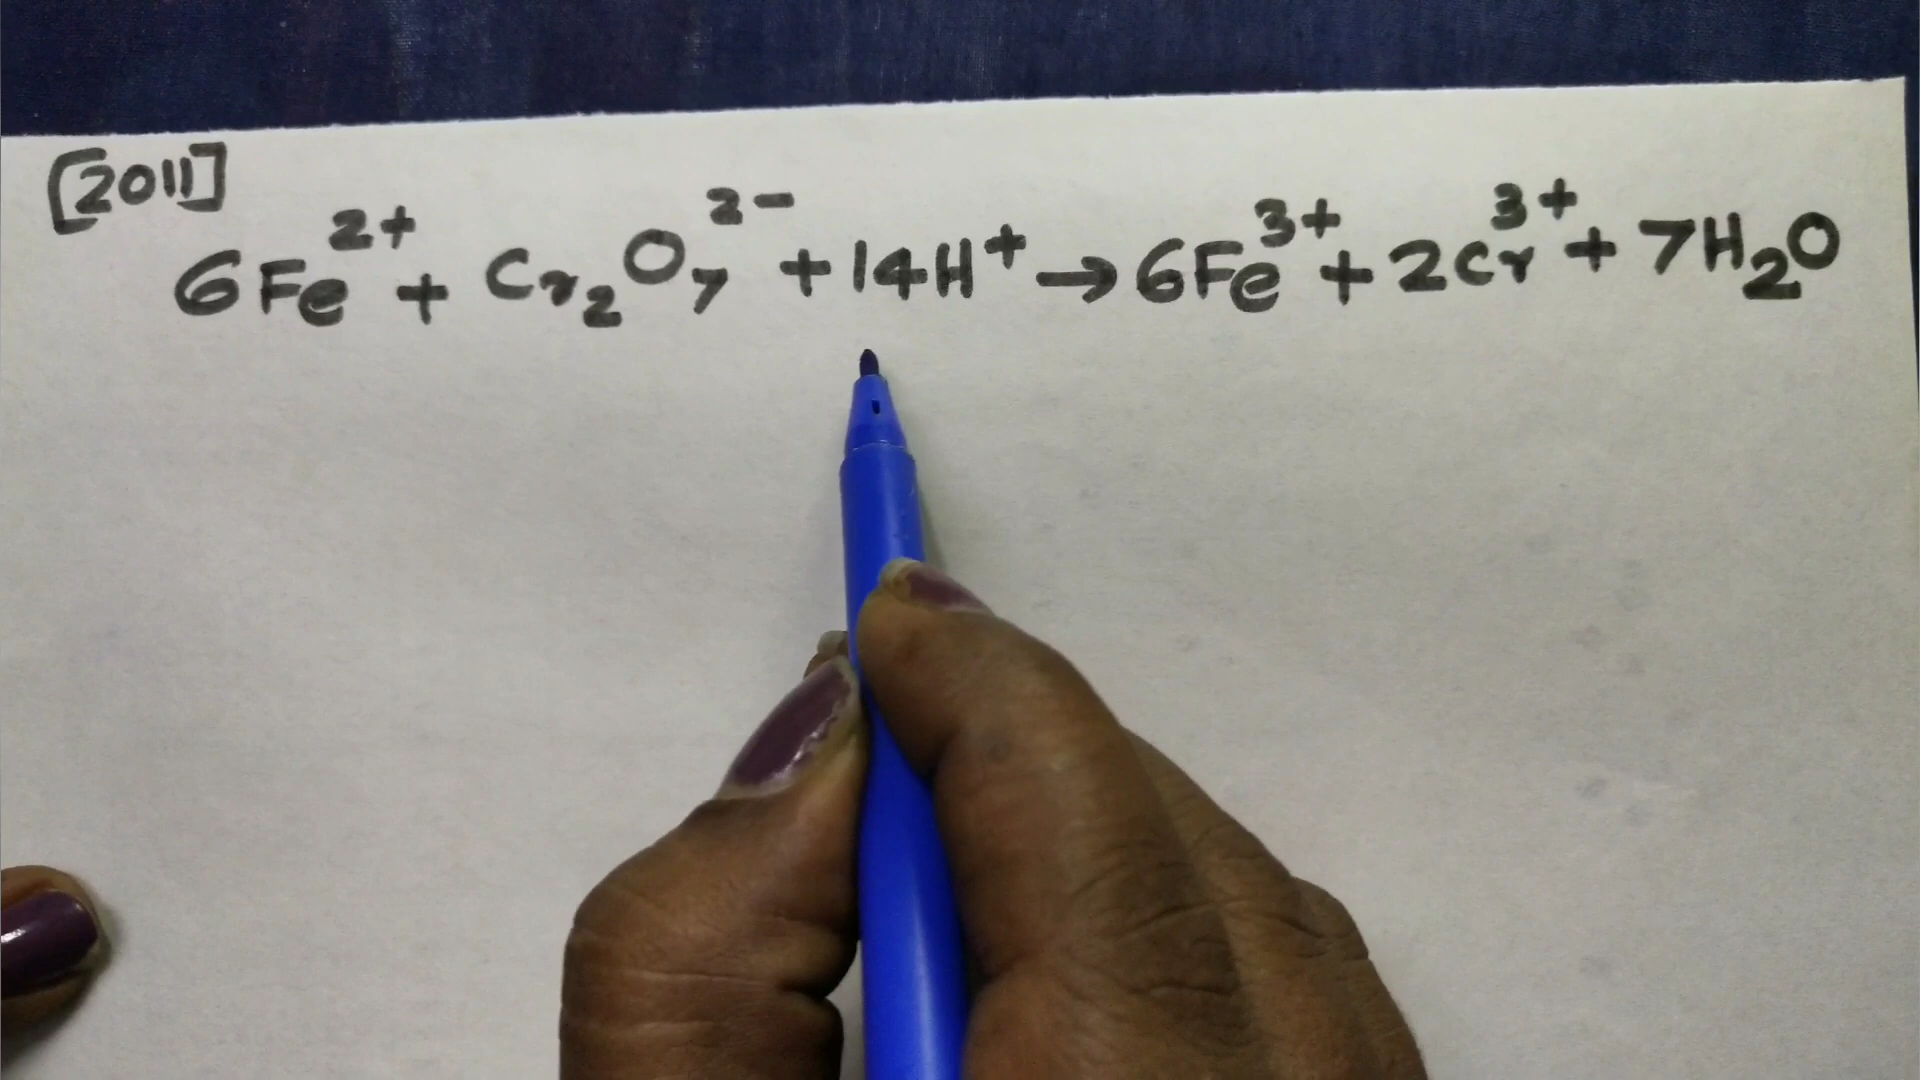 [2011]
6Fe²⁺ + Cr₂O₇²⁻ + 14H⁺ → 6Fe³⁺ + 2Cr³⁺ + 7H₂O